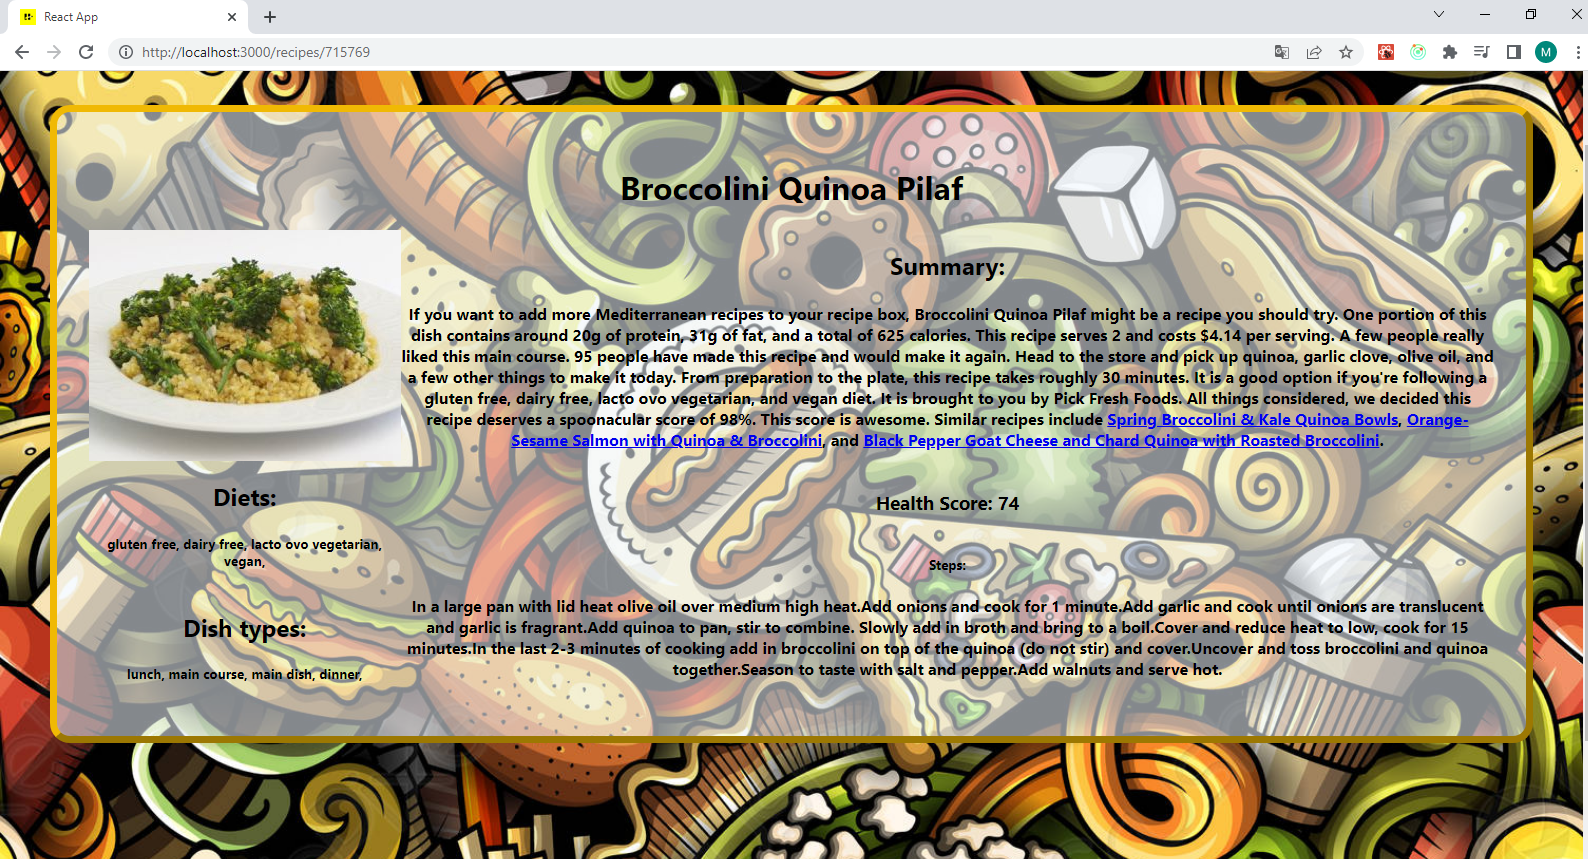 React App
http://localhost:3000/recipes/715769
M
Broccolini Quinoa Pilaf
Summary:
If you want to add more Mediterranean recipes to your recipe box, Broccolini Quinoa Pilaf might be a recipe you should try. One portion of this
dish contains around 20g of protein, 31g of fat, and a total of 625 calories. This recipe serves 2 and costs $4.14 per serving. A few people really
liked this main course. 95 people have made this recipe and would make it again. Head to the store and pick up quinoa, garlic clove, olive oil, and
a few other things to make it today. From preparation to the plate, this recipe takes roughly 30 minutes. It is a good option if you're following a
gluten free, dairy free, lacto ovo vegetarian, and vegan diet. It is brought to you by Pick Fresh Foods. All things considered, we decided this
recipe deserves a spoonacular score of 98%. This score is awesome. Similar recipes include Spring Broccolini & Kale Quinoa Bowls, Orange-
Sesame Salmon with Quinoa & Broccolini, and Black Pepper Goat Cheese and Chard Quinoa with Roasted Broccolini.
Diets:
gluten free, dairy free, lacto ovo vegetarian,
vegan,
Dish types:
lunch, main course, main dish, dinner,
Health Score: 74
Steps:
In a large pan with lid heat olive oil over medium high heat.Add onions and cook for 1 minute.Add garlic and cook until onions are translucent
and garlic is fragrant.Add quinoa to pan, stir to combine. Slowly add in broth and bring to a boil.Cover and reduce heat to low, cook for 15
minutes.In the last 2-3 minutes of cooking add in broccolini on top of the quinoa (do not stir) and cover.Uncover and toss broccolini and quinoa
together.Season to taste with salt and pepper.Add walnuts and serve hot.